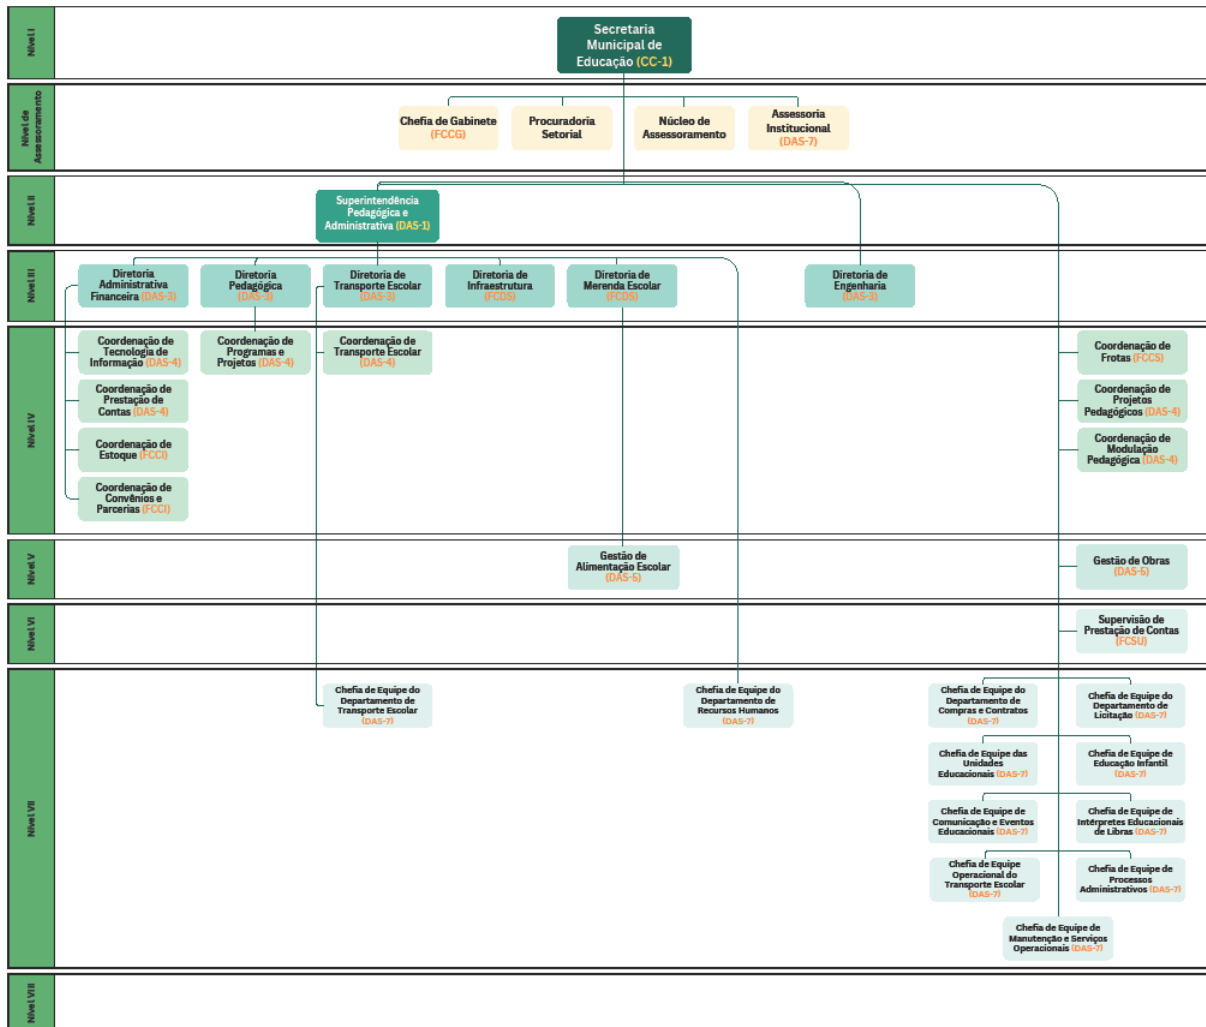 Nível I
Secretaria
Municipal de
Educação (CC-1)
Nível de
Assessoramento
Chefia de Gabinete
(FCCG)
Procuradoria
Setorial
Núcleo de
Assessoramento
Assessoria
Institucional
(DAS-7)
Nível II
Superintendência
Pedagógica e
Administrativa (DAS-1)
Nível III
Diretoria
Administrativa
Financeira (DAS-3)
Diretoria
Pedagógica
(DAS-3)
Diretoria de
Transporte Escolar
(DAS-3)
Diretoria de
Infraestrutura
(FCDS)
Diretoria de
Merenda Escolar
(FCDS)
Diretoria de
Engenharia
(DAS-3)
Nível IV
Coordenação de
Tecnologia de
Informação (DAS-4)
Coordenação de
Programas e
Projetos (DAS-4)
Coordenação de
Transporte Escolar
(DAS-4)
Coordenação de
Frotas (FCCS)
Coordenação de
Prestação de
Contas (DAS-4)
Coordenação de
Projetos
Pedagógicos (DAS-4)
Coordenação de
Estoque (FCCI)
Coordenação de
Modulação
Pedagógica (DAS-4)
Coordenação de
Convênios e
Parcerias (FCCI)
Nível V
Gestão de
Alimentação Escolar
(DAS-5)
Gestão de Obras
(DAS-5)
Nível VI
Supervisão de
Prestação de Contas
(FCSU)
Nível VII
Chefia de Equipe do
Departamento de
Transporte Escolar
(DAS-7)
Chefia de Equipe do
Departamento de
Recursos Humanos
(DAS-7)
Chefia de Equipe do
Departamento de
Compras e Contratos
(DAS-7)
Chefia de Equipe do
Departamento de
Licitação (DAS-7)
Chefia de Equipe das
Unidades
Educacionais (DAS-7)
Chefia de Equipe de
Educação Infantil
(DAS-7)
Chefia de Equipe de
Comunicação e Eventos
Educacionais (DAS-7)
Chefia de Equipe de
Intérpretes Educacionais
de Libras (DAS-7)
Chefia de Equipe
Operacional do
Transporte Escolar
(DAS-7)
Chefia de Equipe de
Processos
Administrativos (DAS-7)
Chefia de Equipe de
Manutenção e Serviços
Operacionais (DAS-7)
Nível VIII